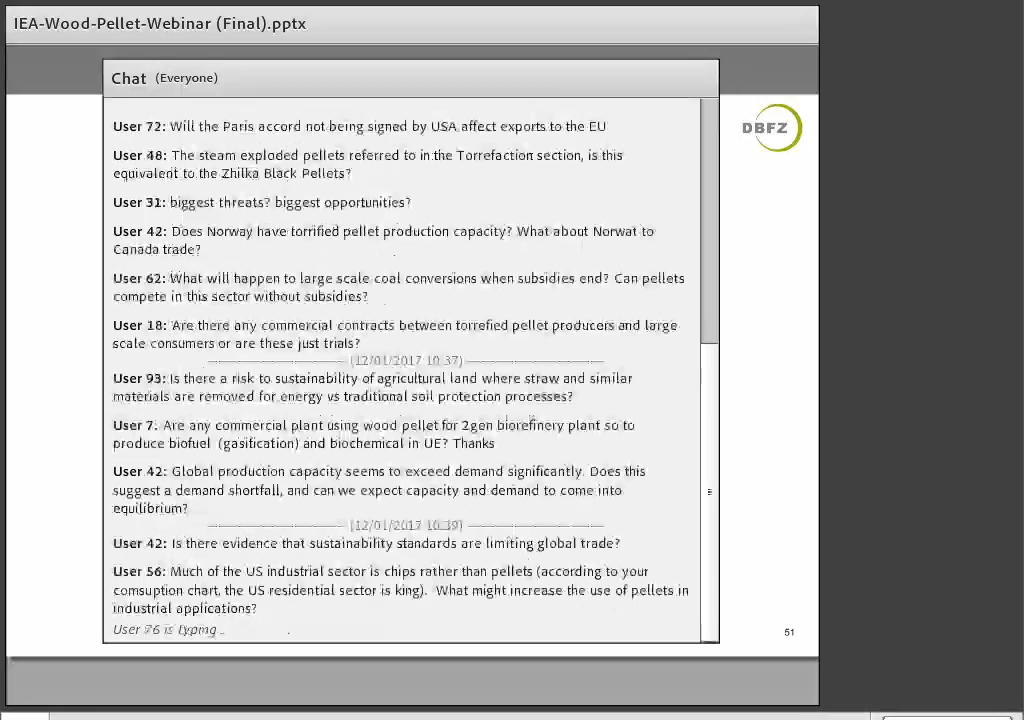 IEA-Wood-Pellet-Webinar (Final).pptx
Chat (Everyone)
DBFZ
User 72: Will the Paris accord not being signed by USA affect exports to the EU
User 48: The steam exploded pellets referred to in the Torrefaction section, is this
equivalent to the Zhilka Black Pellets?
User 31: biggest threats? biggest opportunities?
User 42: Does Norway have torrified pellet production capacity? What about Norwat to
Canada trade?
User 62: What will happen to large scale coal conversions when subsidies end? Can pellets
compete in this sector without subsidies?
User 18: Are there any commercial contracts between torrefied pellet producers and large
scale consumers or are these just trials?
(12/01/2017 10:37)
User 93: Is there a risk to sustainability of agricultural land where straw and similar
materials are removed for energy vs traditional soil protection processes?
User 7: Are any commercial plant using wood pellet for 2gen biorefinery plant so to
produce biofuel (gasification) and biochemical in UE? Thanks
User 42: Global production capacity seems to exceed demand significantly. Does this
suggest a demand shortfall, and can we expect capacity and demand to come into
equilibrium?
(12/01/2017 10:39)
User 42: Is there evidence that sustainability standards are limiting global trade?
User 56: Much of the US industrial sector is chips rather than pellets (according to your
comsuption chart, the US residential sector is king). What might increase the use of pellets in
industrial applications?
User 76 is typing...
51